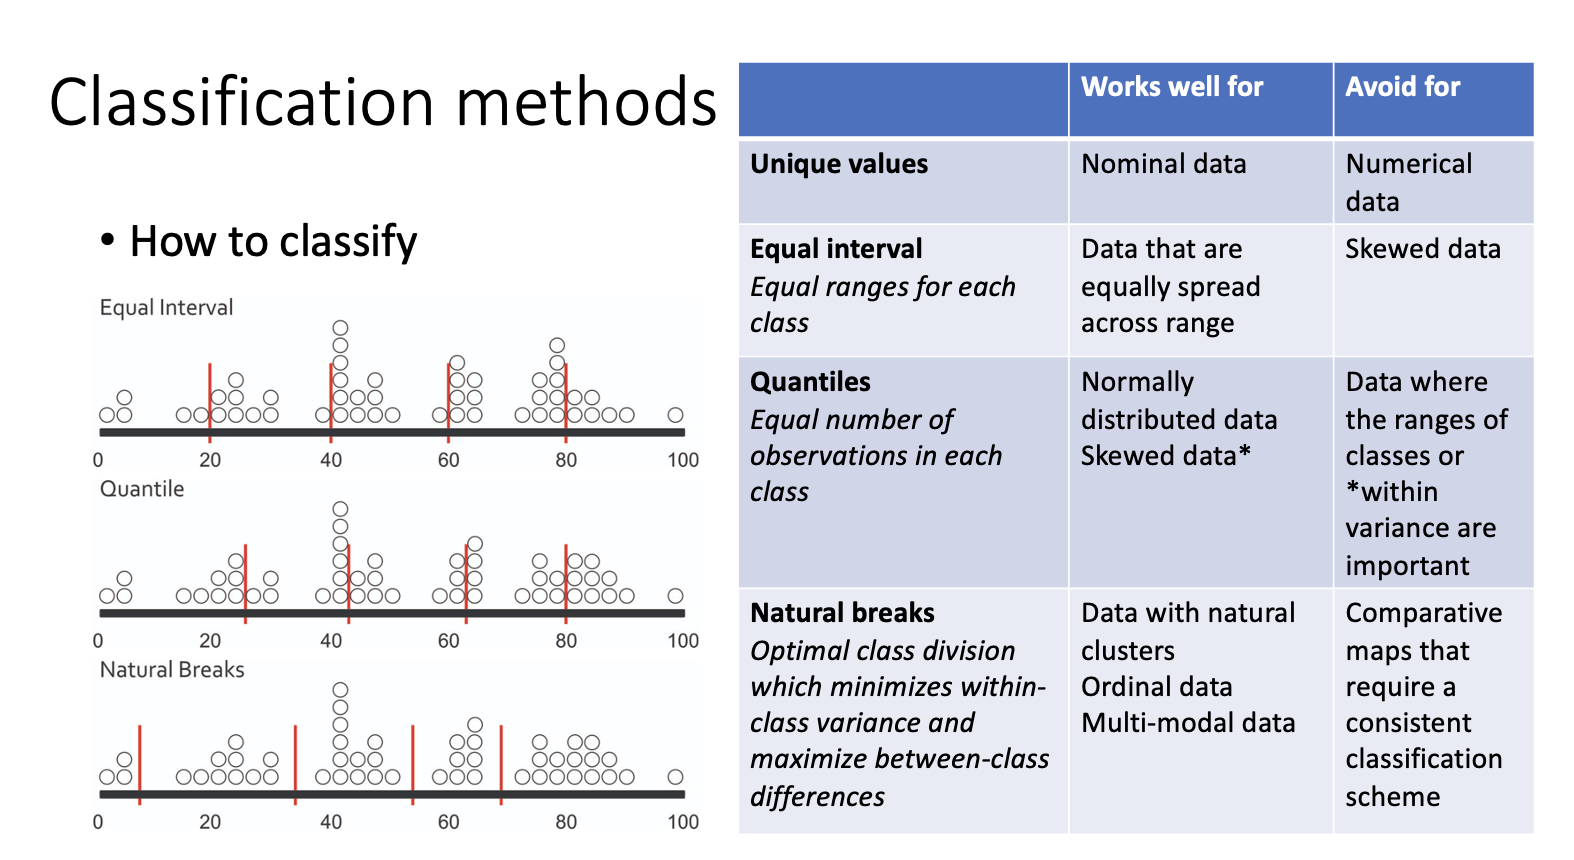 Classification methods
• How to classify
Equal Interval
0 20 40 60 80 100
Quantile
0 20 40 60 80 100
Natural Breaks
0 20 40 60 80 100
Works well for
Avoid for
Unique values
Nominal data
Numerical
data
Equal interval
Equal ranges for each
class
Data that are
equally spread
across range
Skewed data
Quantiles
Equal number of
observations in each
class
Normally
distributed data
Skewed data*
Data where
the ranges of
classes or
*within
variance are
important
Natural breaks
Optimal class division
which minimizes within-
class variance and
maximize between-class
differences
Data with natural
clusters
Ordinal data
Multi-modal data
Comparative
maps that
require a
consistent
classification
scheme